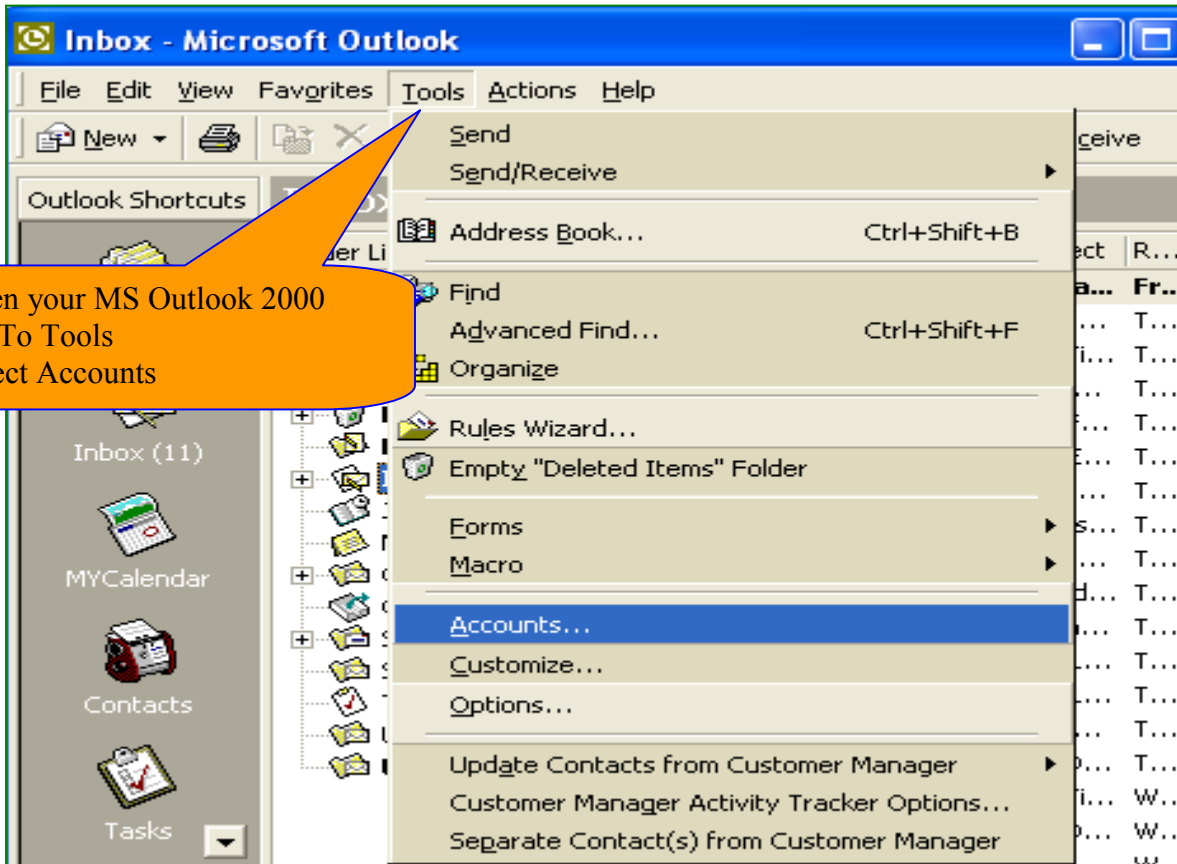 Inbox - Microsoft Outlook
File Edit View Favorites Tools Actions Help
New
Send
Send/Receive
Outlook Shortcuts
Address Book... Ctrl+Shift+B
Find
Advanced Find... Ctrl+Shift+F
Organize
your MS Outlook 2000
To Tools
Accounts
Inbox (11)
Rules Wizard...
Empty "Deleted Items" Folder
Forms
Macro
MYCalendar
Accounts...
Customize...
Options...
Contacts
Update Contacts from Customer Manager
Customer Manager Activity Tracker Options...
Separate Contact(s) from Customer Manager
Tasks
R...
Fr...
T...
T...
T...
T...
T...
T...
T...
T...
T...
T...
T...
T...
T...
T...
W...
W...